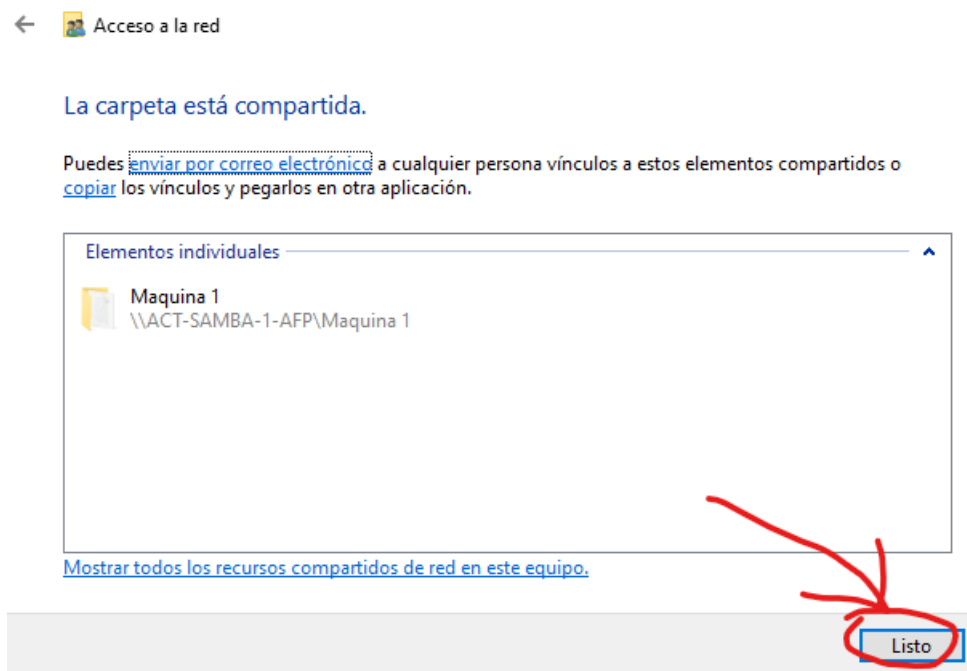 Acceso a la red
La carpeta está compartida.
Puedes enviar por correo electrónico a cualquier persona vínculos a estos elementos compartidos o
copiar los vínculos y pegarlos en otra aplicación.
Elementos individuales
Maquina 1
\\ACT-SAMBA-1-AFP\Maquina 1
Mostrar todos los recursos compartidos de red en este equipo.
Listo